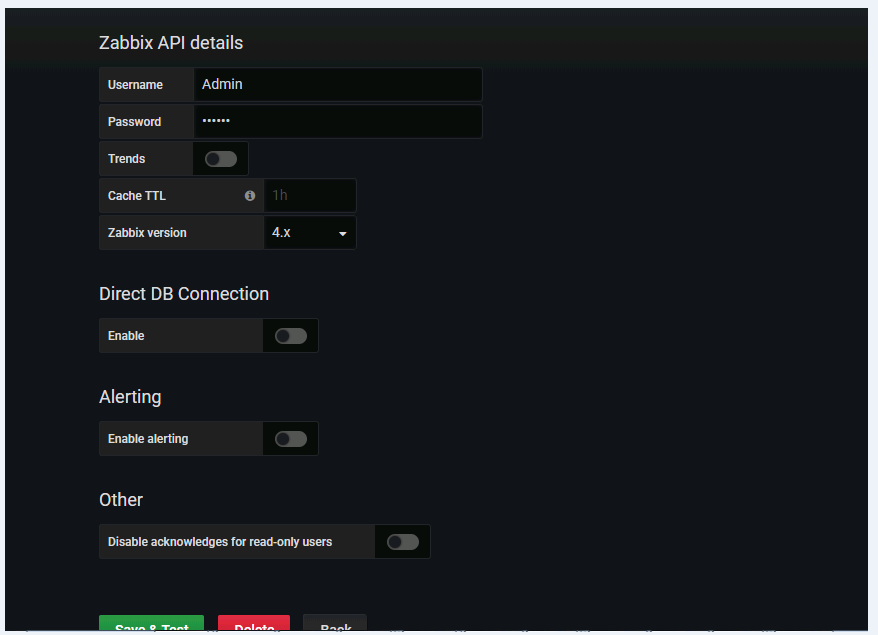 Zabbix API details
Username Admin
Password ••••••
Trends
Cache TTL 1h
Zabbix version 4.x
Direct DB Connection
Enable
Alerting
Enable alerting
Other
Disable acknowledges for read-only users
Save & Test Delete Back